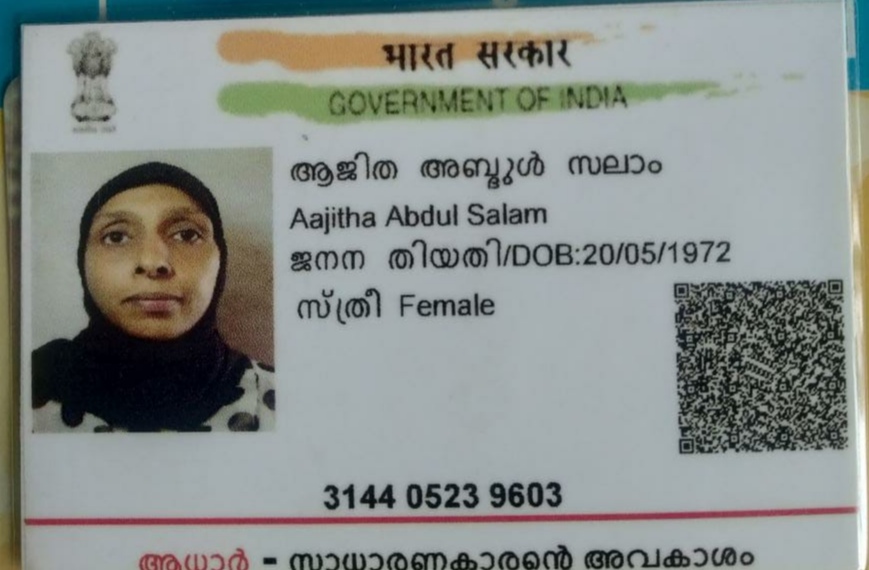 भारत सरकार
GOVERNMENT OF INDIA
ആജിത അബ്ദുൾ സലാം
Aajitha Abdul Salam
ജനന തിയതി/DOB:20/05/1972
സ്ത്രീ Female
3144 0523 9603
ആധാർ - സാധാരണകാരന്റെ അവകാശം